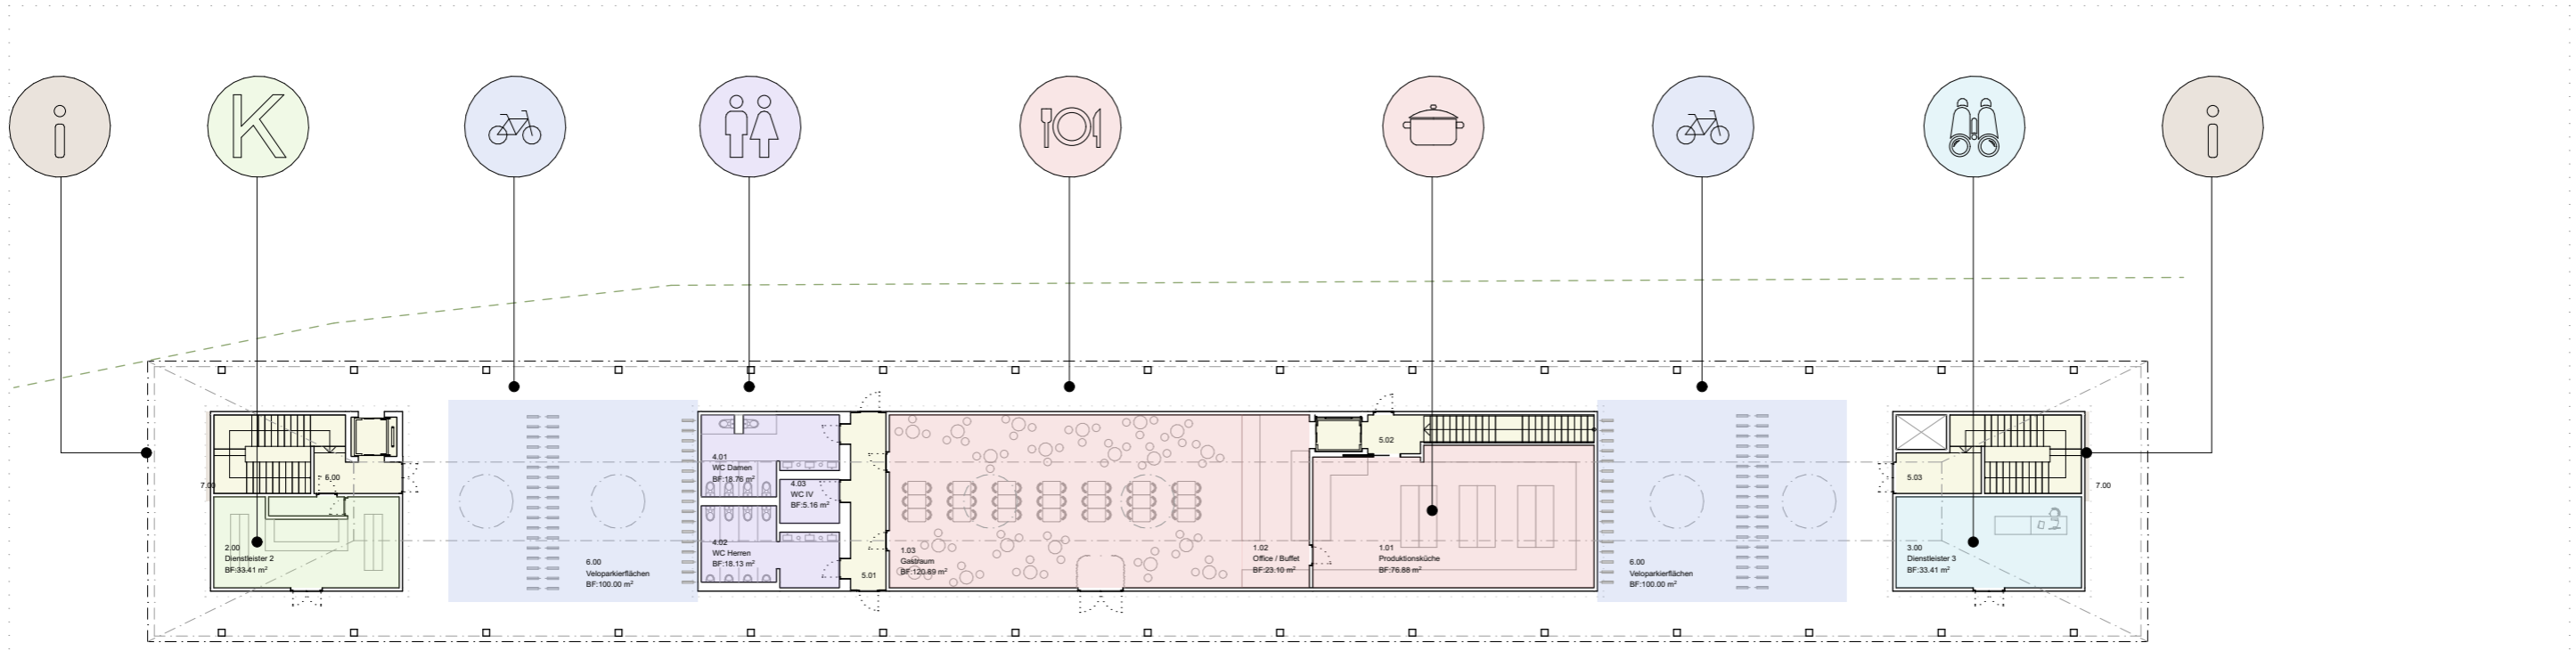 K
7.00
6.00
2.00
Dienstleister 2
BF:33.41 m²
6.00
Veloparkierflächen
BF:100.00 m²
4.01
WC Damen
BF:18.76 m²
4.03
WC IV
BF:5.16 m²
4.02
WC Herren
BF:18.13 m²
5.01
1.03
Gastraum
BF:120.89 m²
1.02
Office / Buffet
BF:23.10 m²
5.02
1.01
Produktionsküche
BF:76.88 m²
6.00
Veloparkierflächen
BF:100.00 m²
5.03
3.00
Dienstleister 3
BF:33.41 m²
7.00